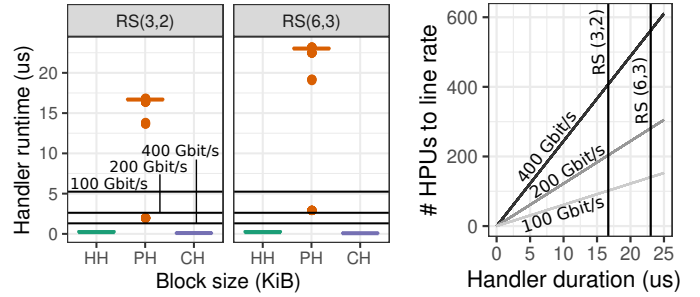 RS(3,2)
RS(6,3)
Handler runtime (us)
20
15
10
5
0
400 Gbit/s
200 Gbit/s
100 Gbit/s
HH
PH
CH
HH
PH
CH
Block size (KiB)
# HPUs to line rate
600
400
200
0
RS (3,2)
RS (6,3)
400 Gbit/s
200 Gbit/s
100 Gbit/s
0
5
10
15
20
25
Handler duration (us)